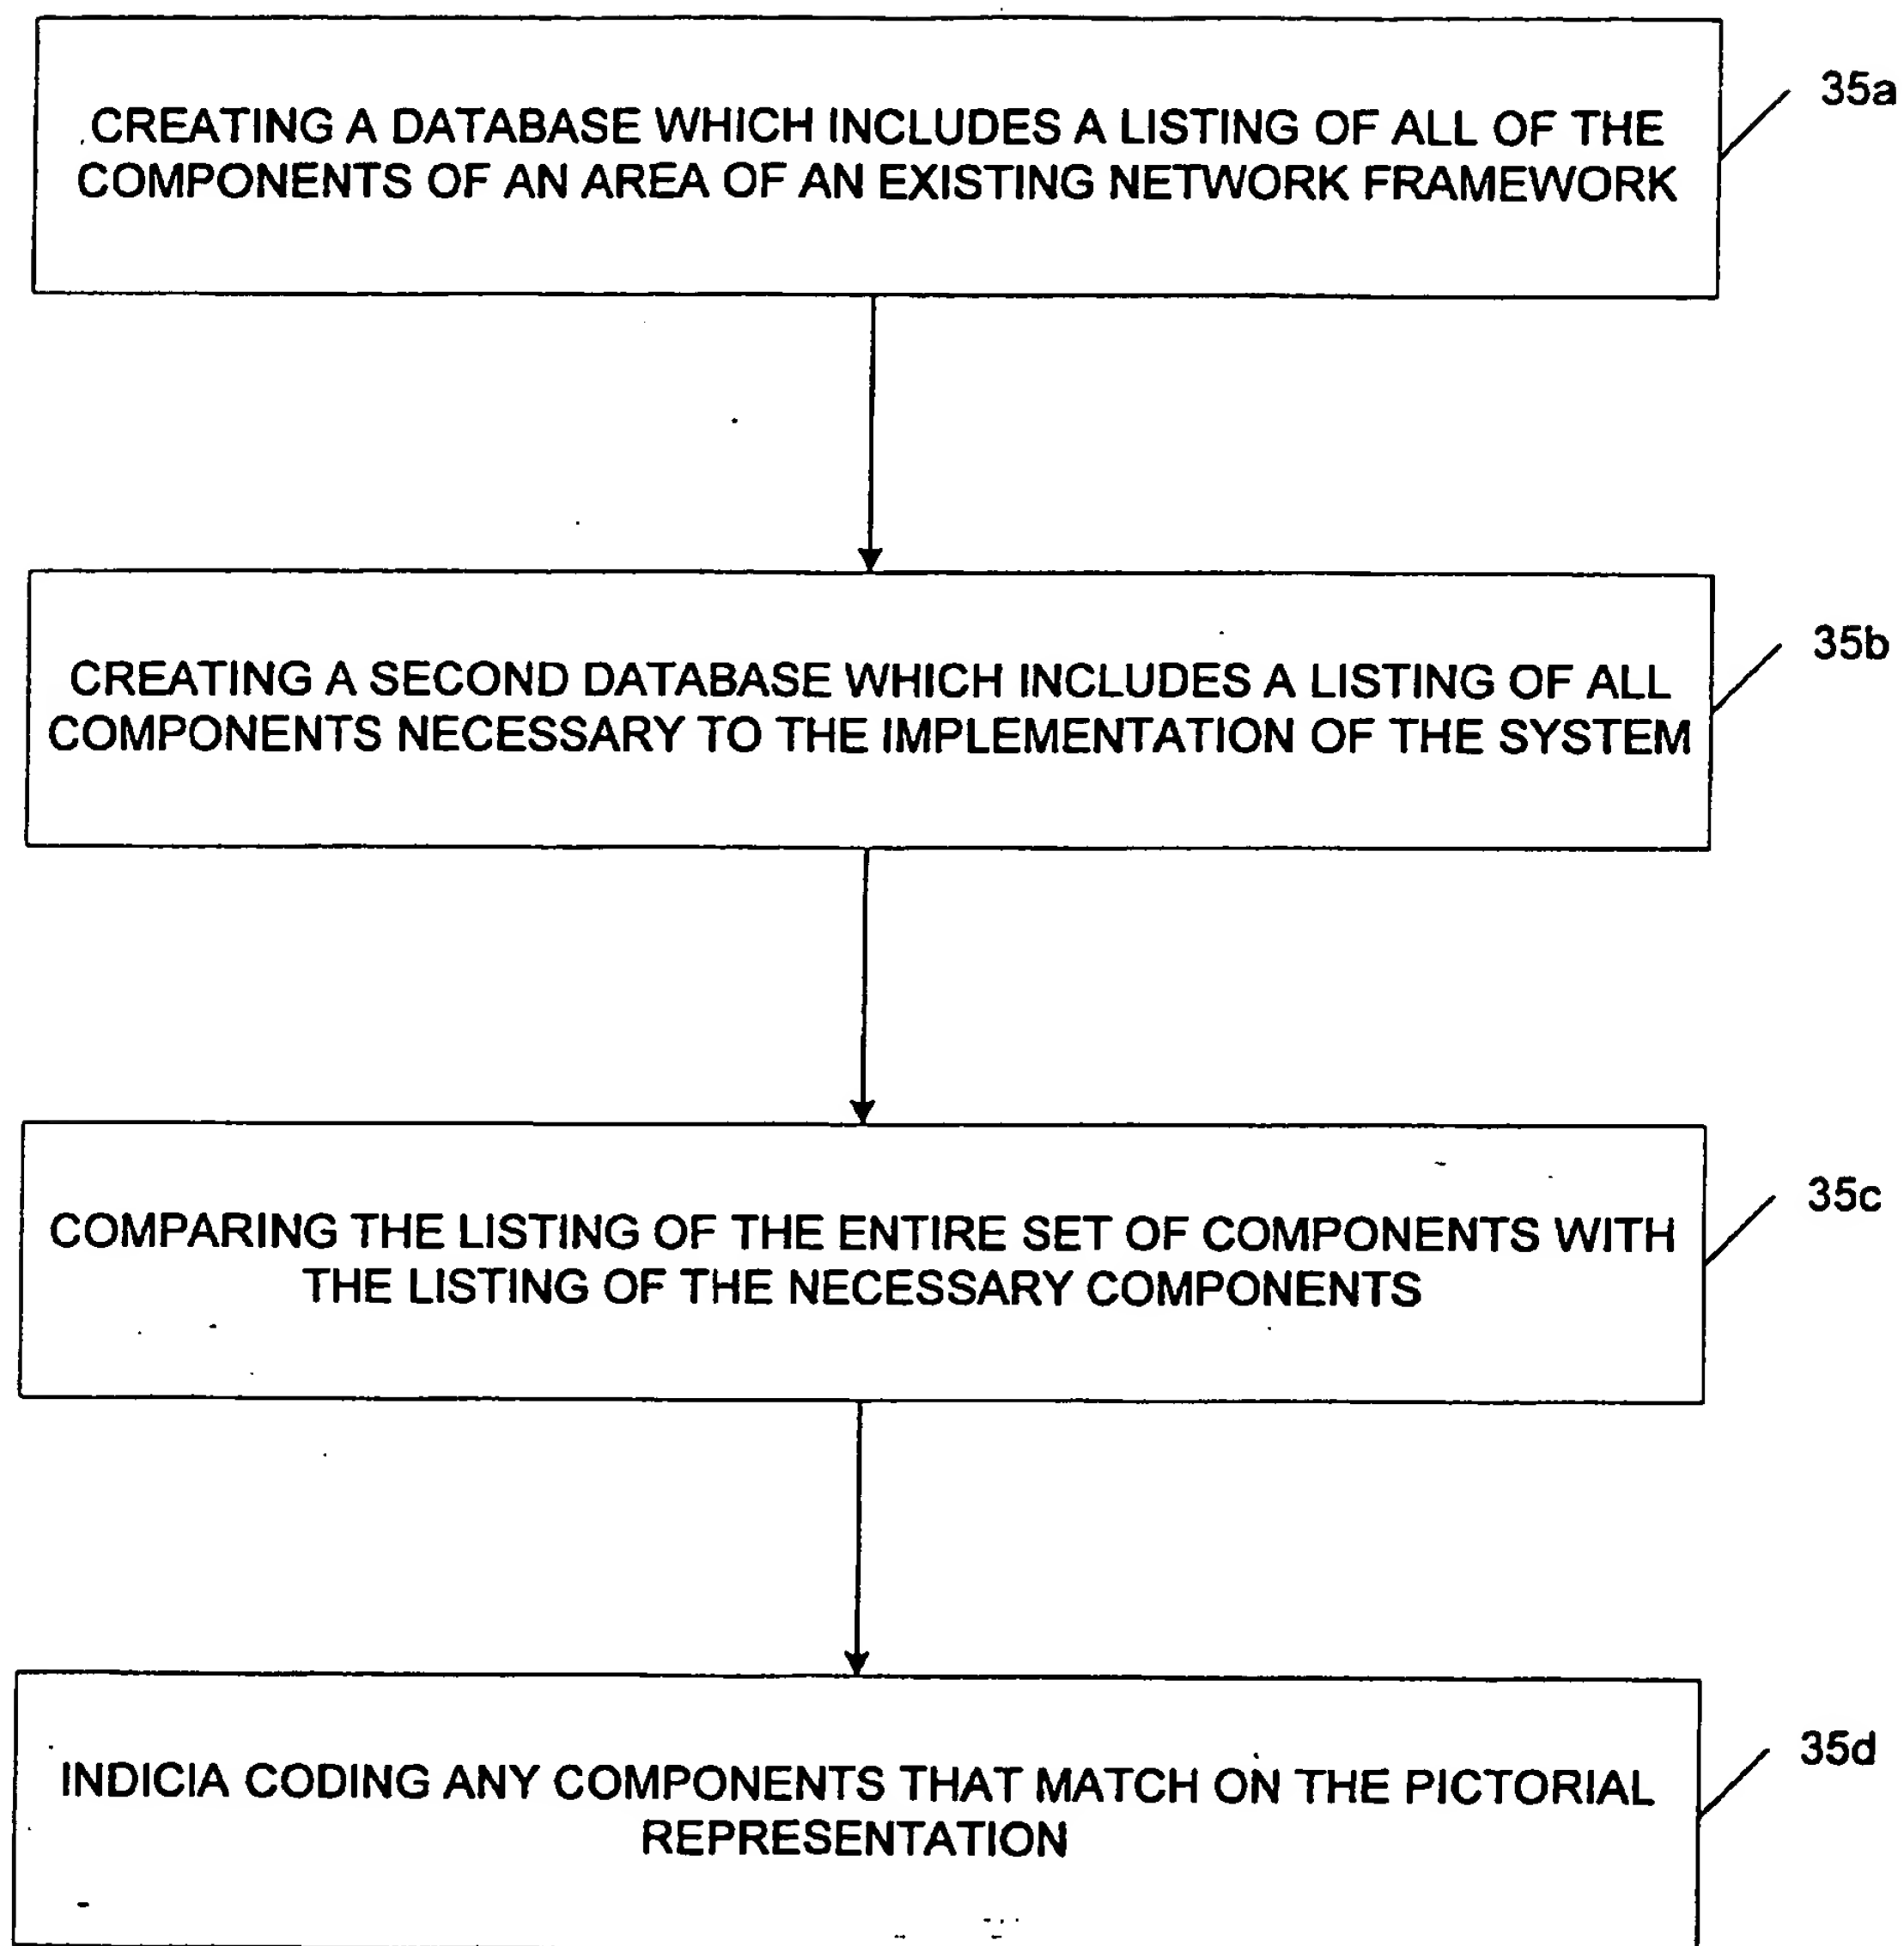 35a
CREATING A DATABASE WHICH INCLUDES A LISTING OF ALL OF THE
COMPONENTS OF AN AREA OF AN EXISTING NETWORK FRAMEWORK
35b
CREATING A SECOND DATABASE WHICH INCLUDES A LISTING OF ALL
COMPONENTS NECESSARY TO THE IMPLEMENTATION OF THE SYSTEM
35c
COMPARING THE LISTING OF THE ENTIRE SET OF COMPONENTS WITH
THE LISTING OF THE NECESSARY COMPONENTS
35d
INDICIA CODING ANY COMPONENTS THAT MATCH ON THE PICTORIAL
REPRESENTATION